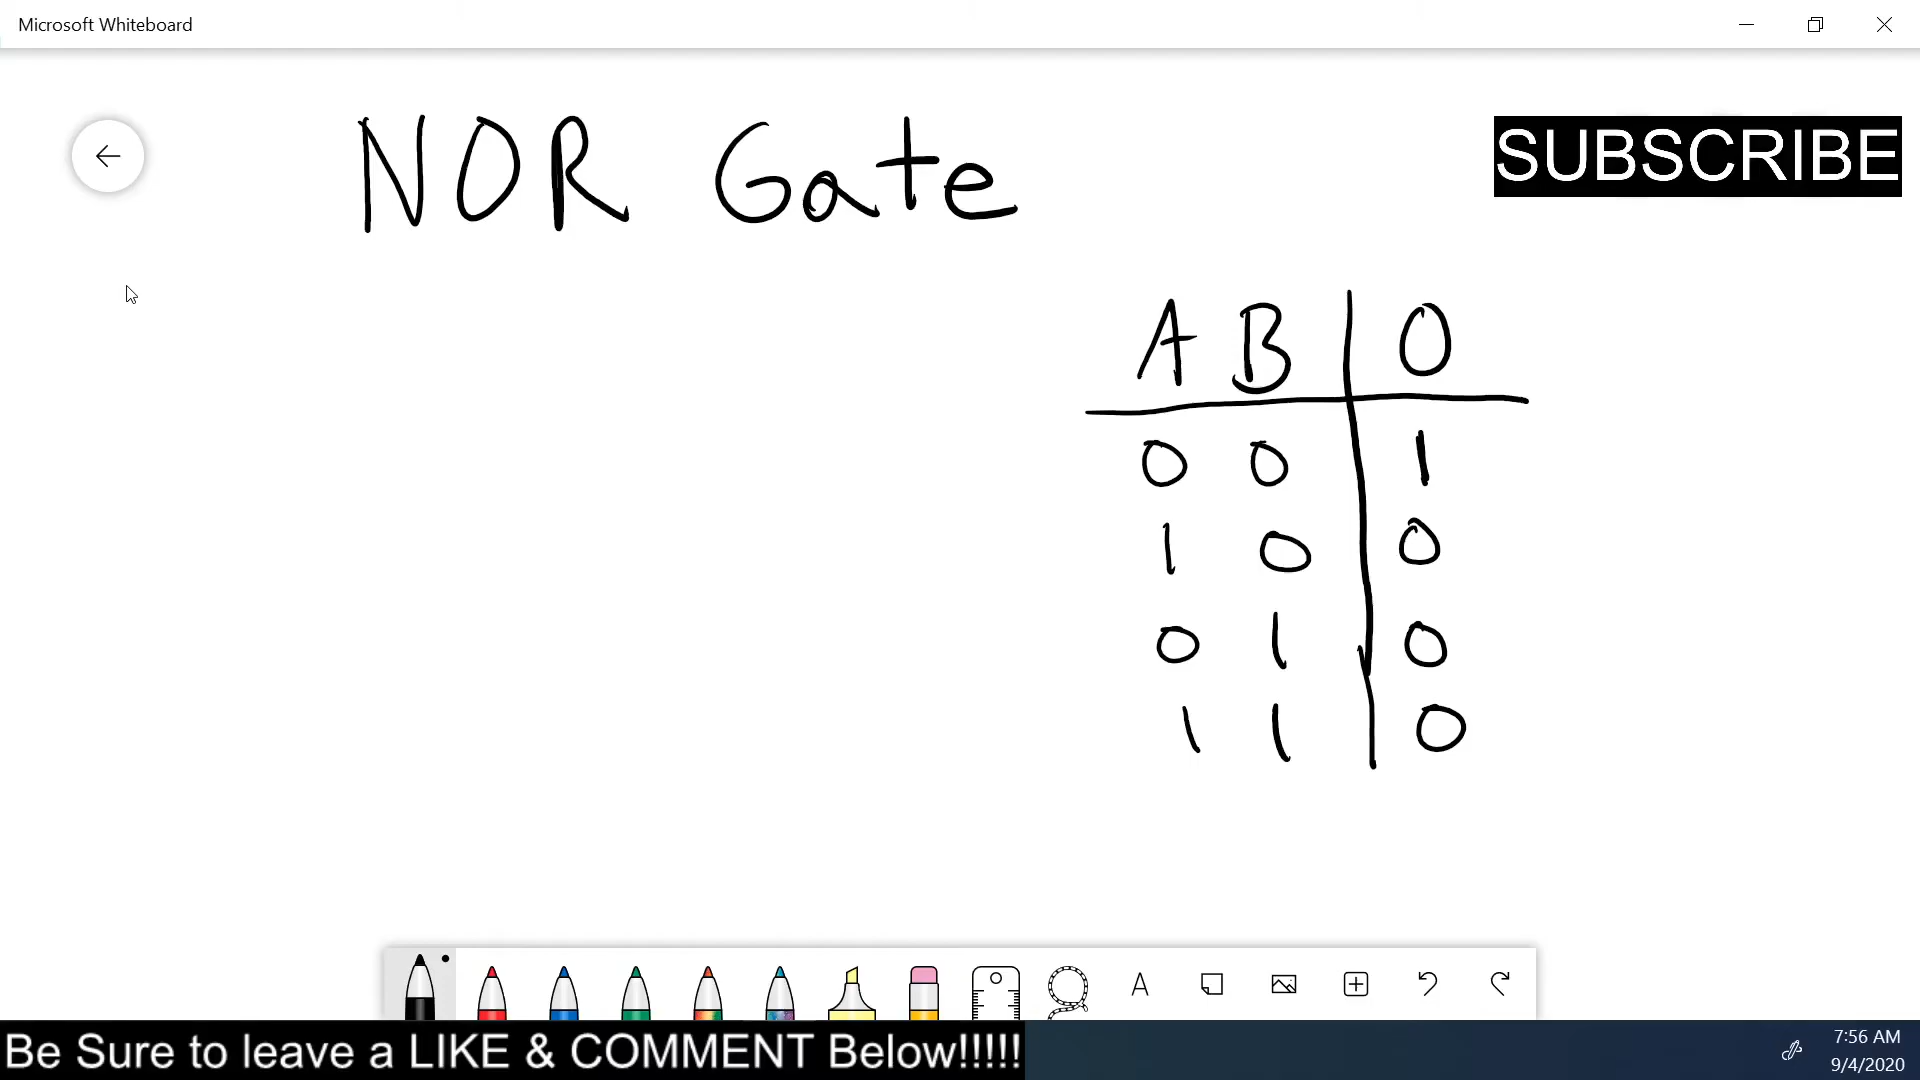 Microsoft Whiteboard
NOR Gate
SUBSCRIBE
A B O
0 0 1
1 0 0
0 1 0
1 1 0
A
Be Sure to leave a LIKE & COMMENT Below!!!!!
7:56 AM
9/4/2020